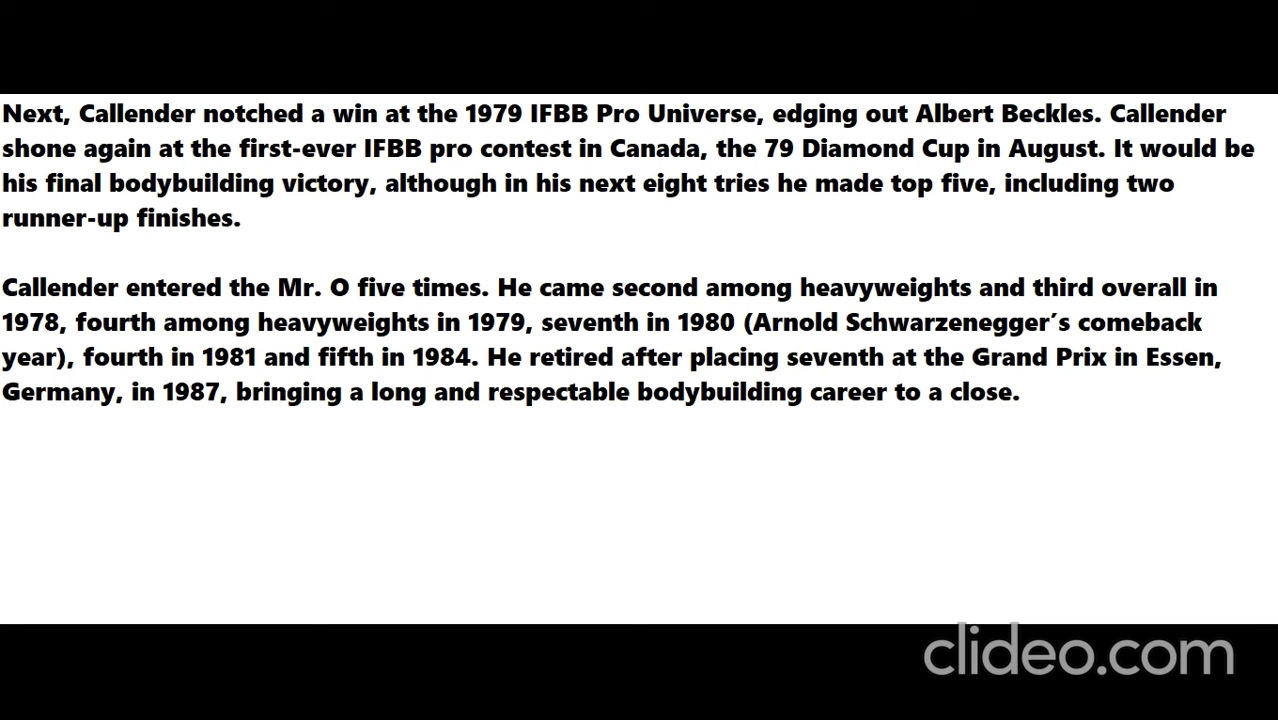 Next, Callender notched a win at the 1979 IFBB Pro Universe, edging out Albert Beckles. Callender
shone again at the first-ever IFBB pro contest in Canada, the 79 Diamond Cup in August. It would be
his final bodybuilding victory, although in his next eight tries he made top five, including two
runner-up finishes.
Callender entered the Mr. O five times. He came second among heavyweights and third overall in
1978, fourth among heavyweights in 1979, seventh in 1980 (Arnold Schwarzenegger´s comeback
year), fourth in 1981 and fifth in 1984. He retired after placing seventh at the Grand Prix in Essen,
Germany, in 1987, bringing a long and respectable bodybuilding career to a close.
clideo.com